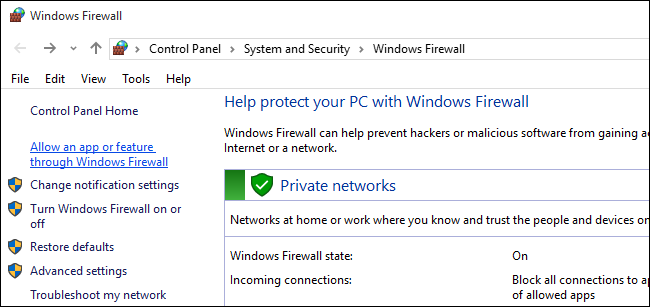 Windows Firewall
Control Panel > System and Security > Windows Firewall
File Edit View Tools Help
Control Panel Home
Allow an app or feature
through Windows Firewall
Change notification settings
Turn Windows Firewall on or
off
Restore defaults
Advanced settings
Troubleshoot my network
Help protect your PC with Windows Firewall
Windows Firewall can help prevent hackers or malicious software from gaining
Internet or a network.
Private networks
Networks at home or work where you know and trust the people and devices
Windows Firewall state: On
Incoming connections: Block all connections to
of allowed apps